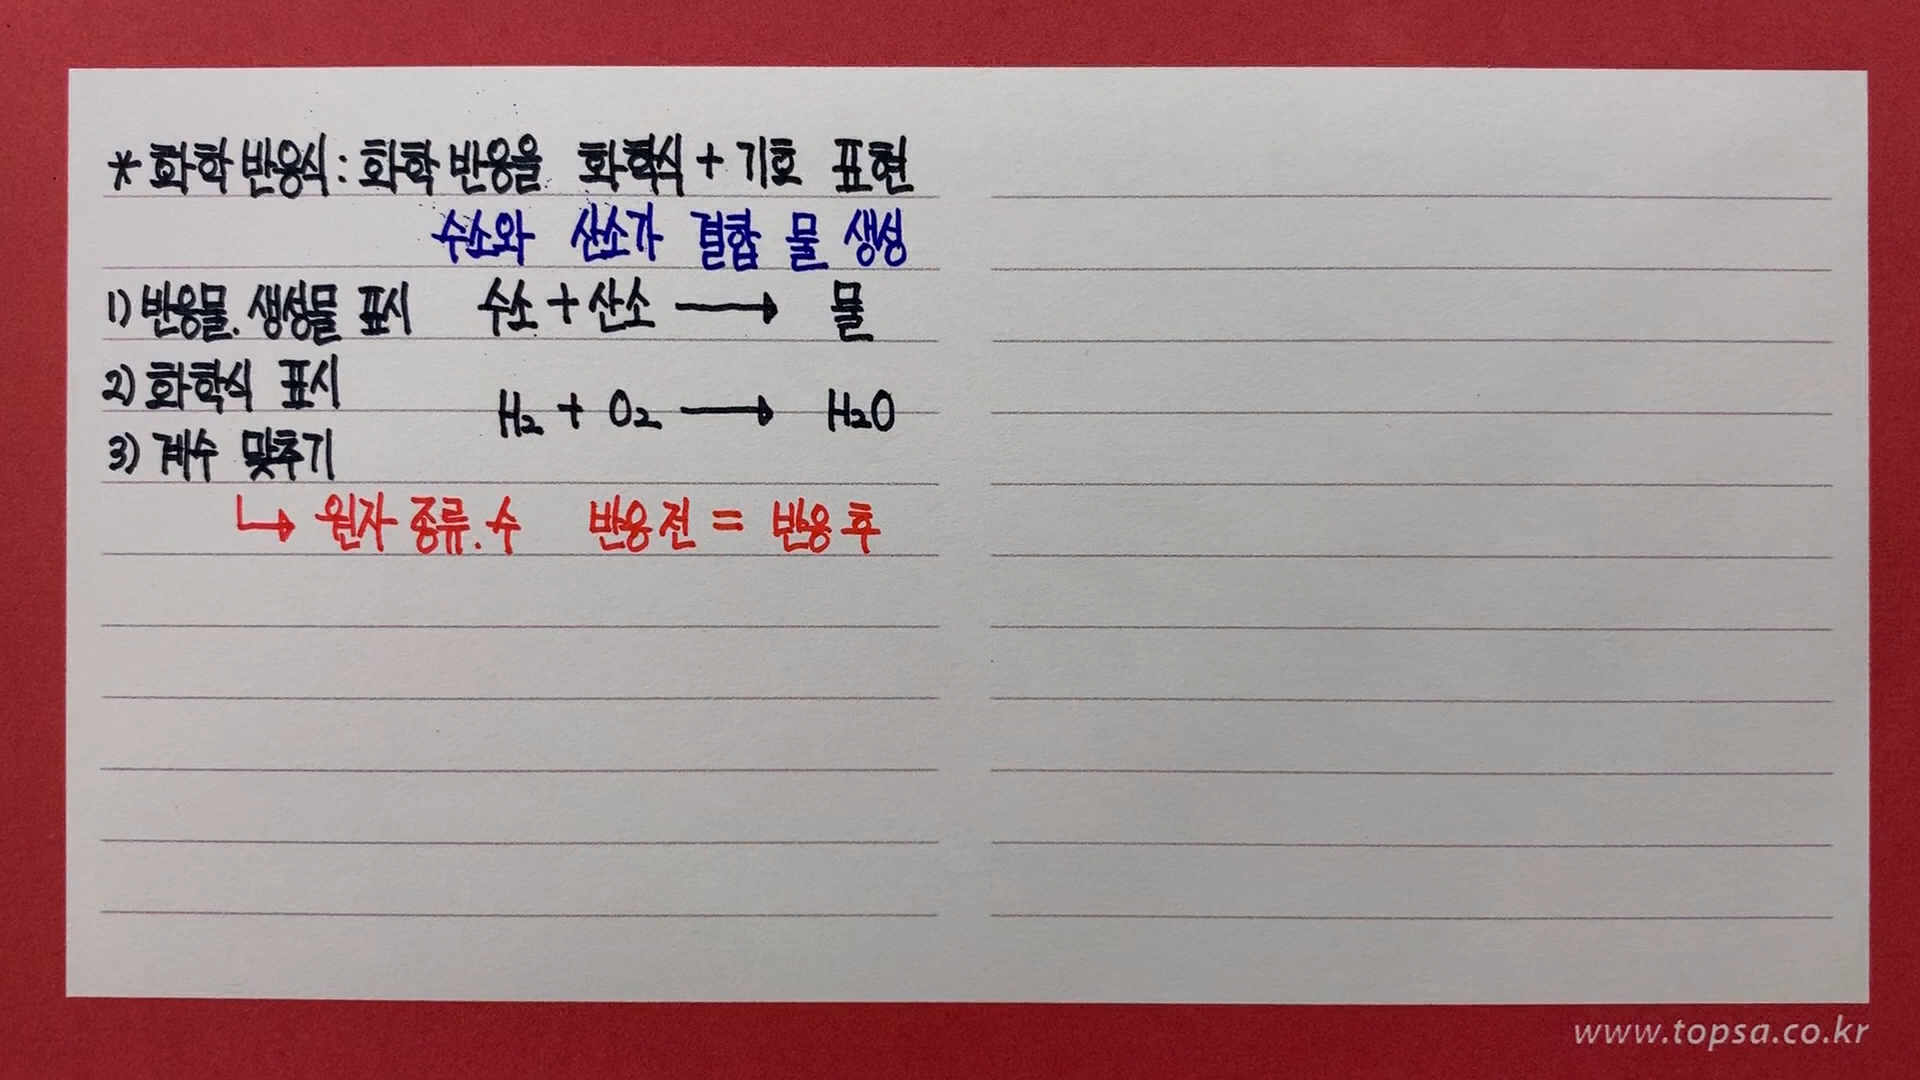 * 화학 반응식 : 화학 반응을 화학식 + 기호 표현
수소와 산소가 결합 물 생성
1) 반응물. 생성물 표시 수소 + 산소 → 물
2) 화학식 표시 H₂ + O₂ → H₂O
3) 계수 맞추기
↳ 원자 종류. 수 반응 전 = 반응 후
www.topsa.co.kr